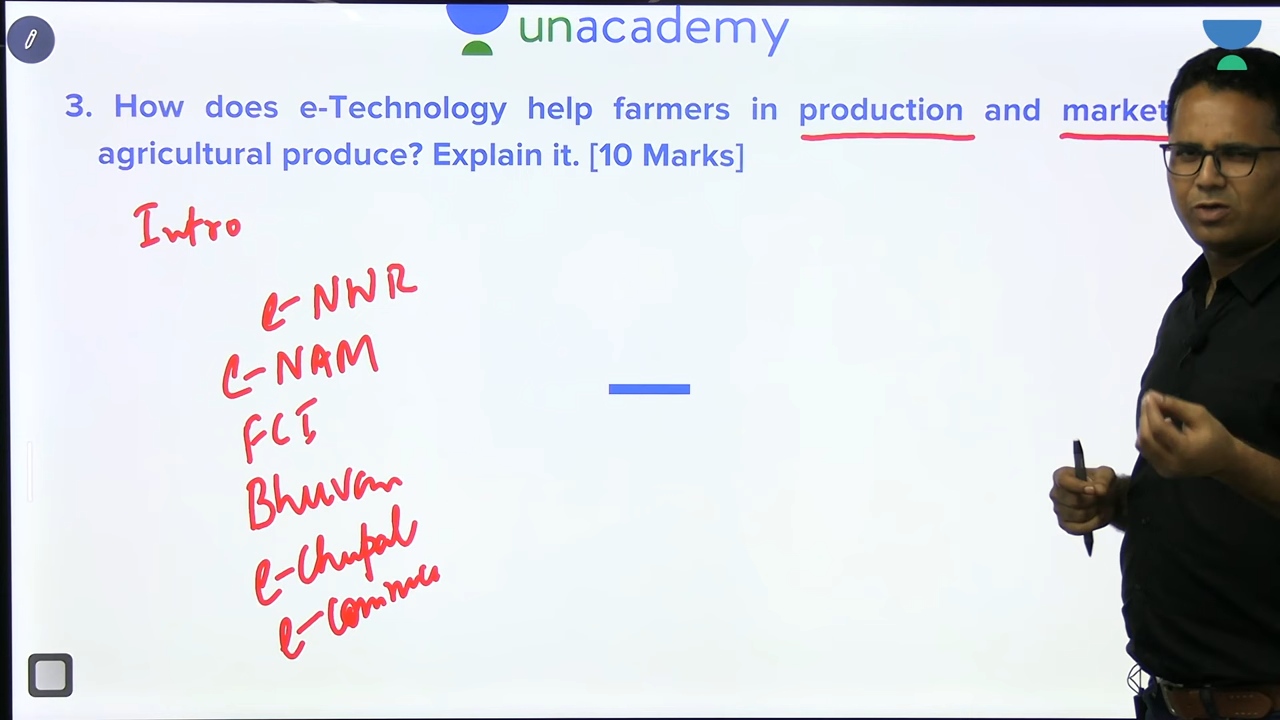 unacademy
3. How does e-Technology help farmers in production and market
agricultural produce? Explain it. [10 Marks]
Intro
e-NWR
e-NAM
FCI
Bhuvan
e-Chupal